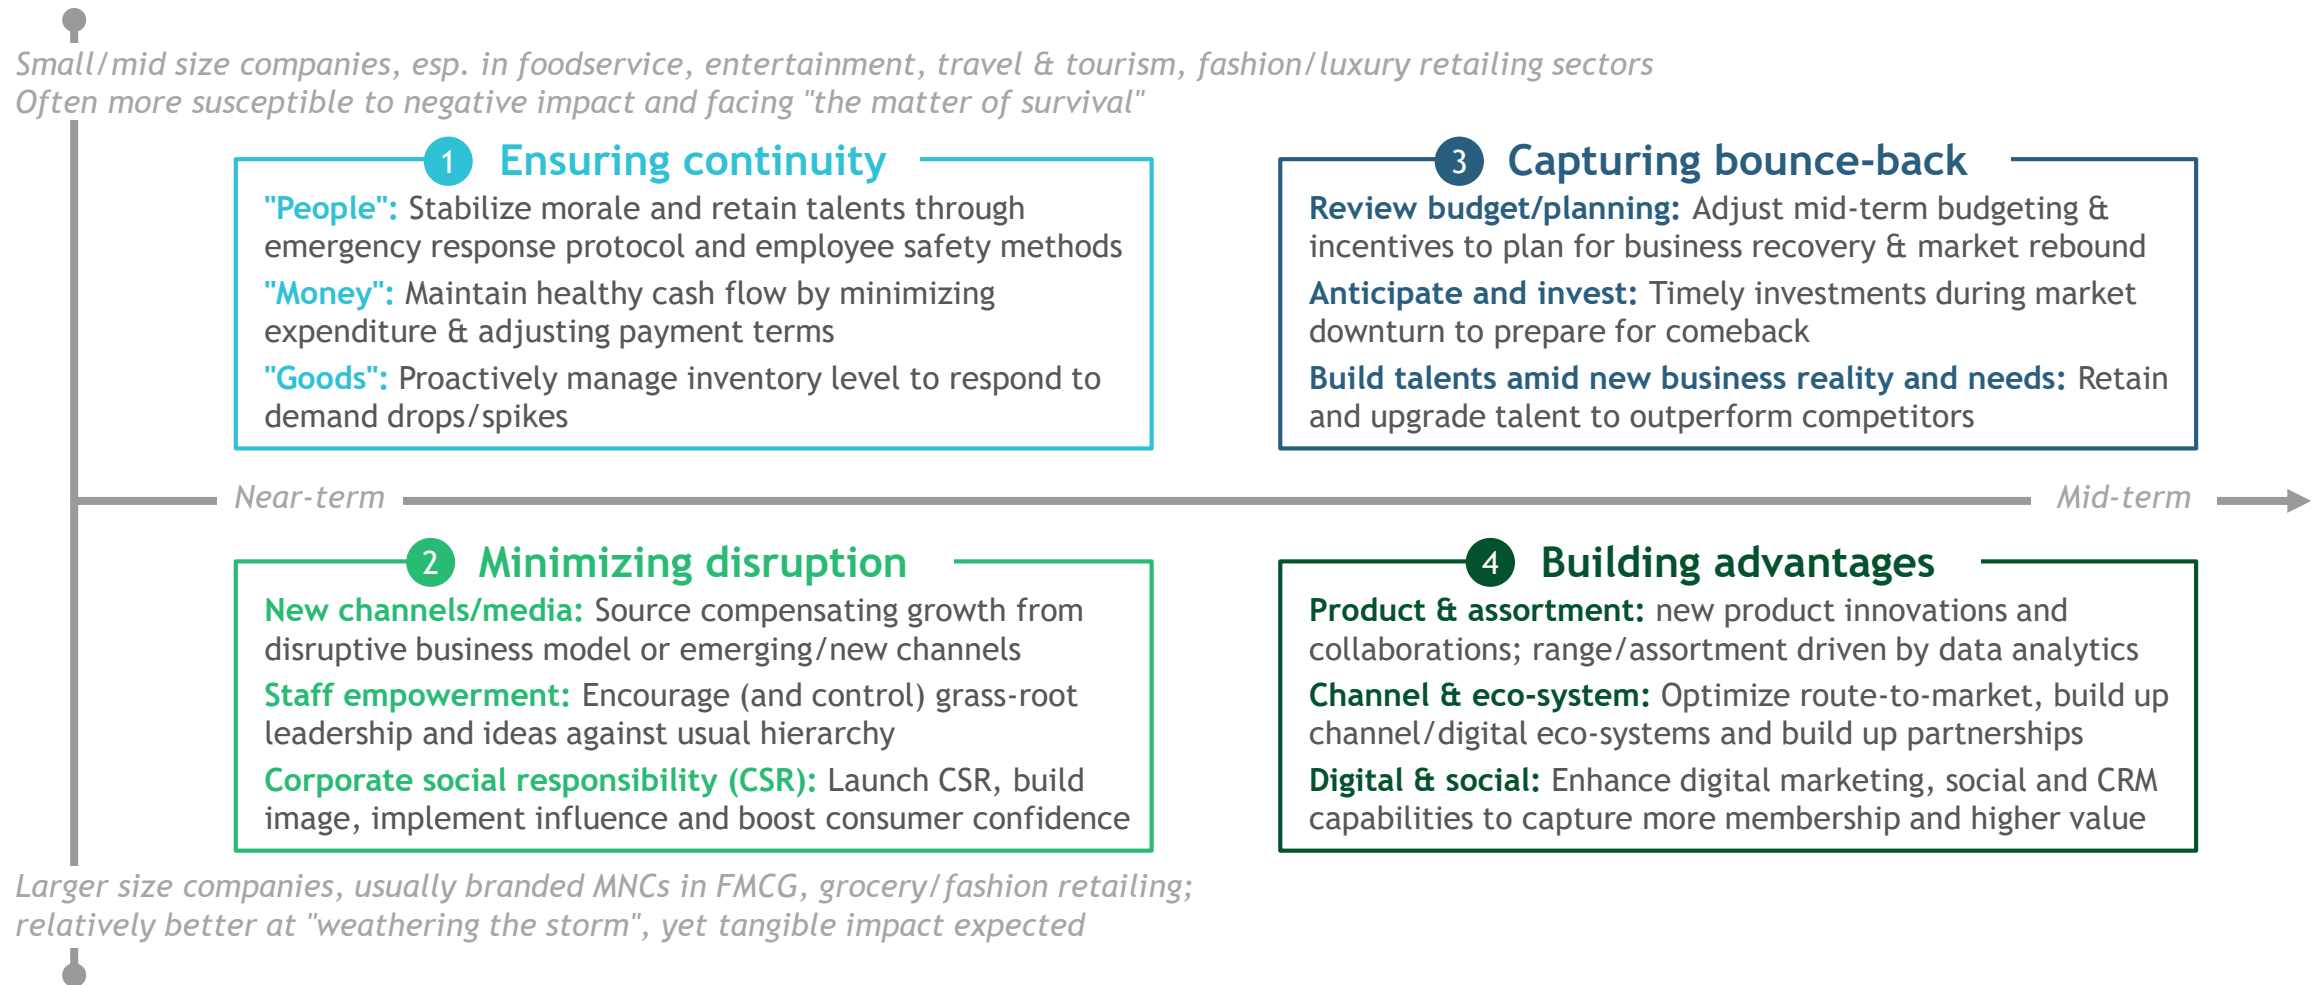 Small/mid size companies, esp. in foodservice, entertainment, travel & tourism, fashion/luxury retailing sectors
Often more susceptible to negative impact and facing "the matter of survival"
1 Ensuring continuity
"People": Stabilize morale and retain talents through
emergency response protocol and employee safety methods
"Money": Maintain healthy cash flow by minimizing
expenditure & adjusting payment terms
"Goods": Proactively manage inventory level to respond to
demand drops/spikes
3 Capturing bounce-back
Review budget/planning: Adjust mid-term budgeting &
incentives to plan for business recovery & market rebound
Anticipate and invest: Timely investments during market
downturn to prepare for comeback
Build talents amid new business reality and needs: Retain
and upgrade talent to outperform competitors
Near-term
Mid-term
2 Minimizing disruption
New channels/media: Source compensating growth from
disruptive business model or emerging/new channels
Staff empowerment: Encourage (and control) grass-root
leadership and ideas against usual hierarchy
Corporate social responsibility (CSR): Launch CSR, build
image, implement influence and boost consumer confidence
4 Building advantages
Product & assortment: new product innovations and
collaborations; range/assortment driven by data analytics
Channel & eco-system: Optimize route-to-market, build up
channel/digital eco-systems and build up partnerships
Digital & social: Enhance digital marketing, social and CRM
capabilities to capture more membership and higher value
Larger size companies, usually branded MNCs in FMCG, grocery/fashion retailing;
relatively better at "weathering the storm", yet tangible impact expected